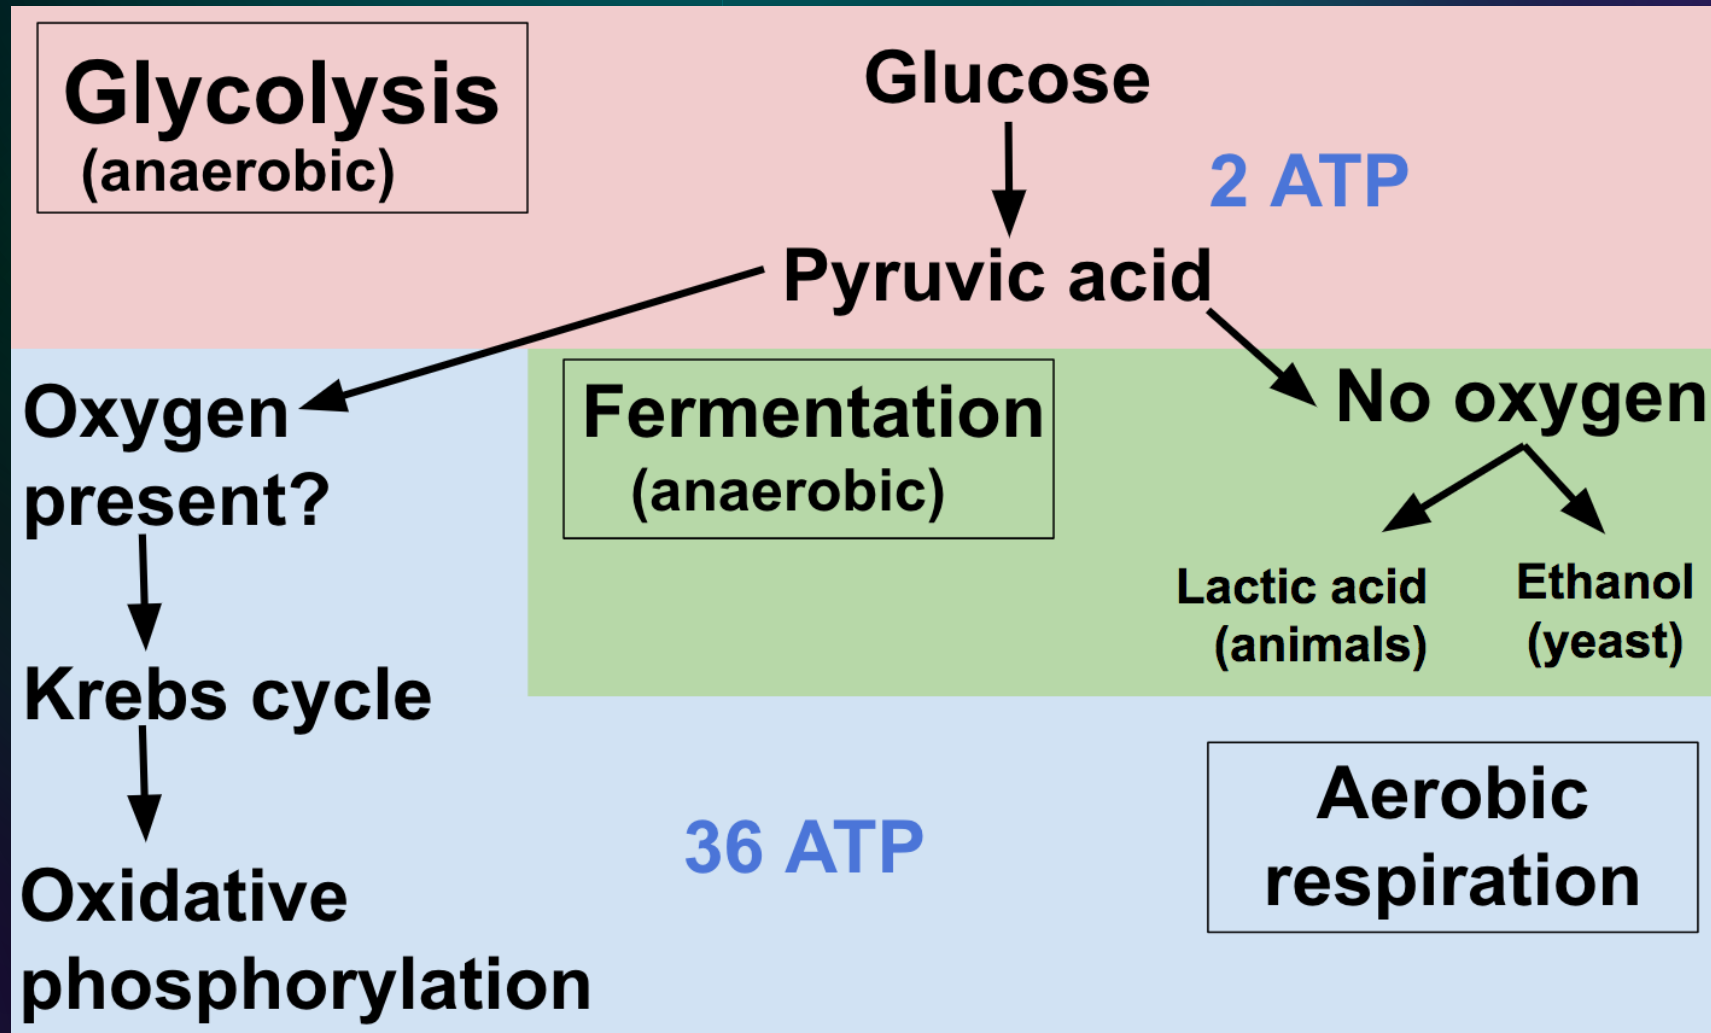 Glycolysis
(anaerobic)
Glucose
2 ATP
Pyruvic acid
Oxygen
present?
Fermentation
(anaerobic)
No oxygen
Lactic acid
(animals)
Ethanol
(yeast)
Krebs cycle
36 ATP
Aerobic
respiration
Oxidative
phosphorylation